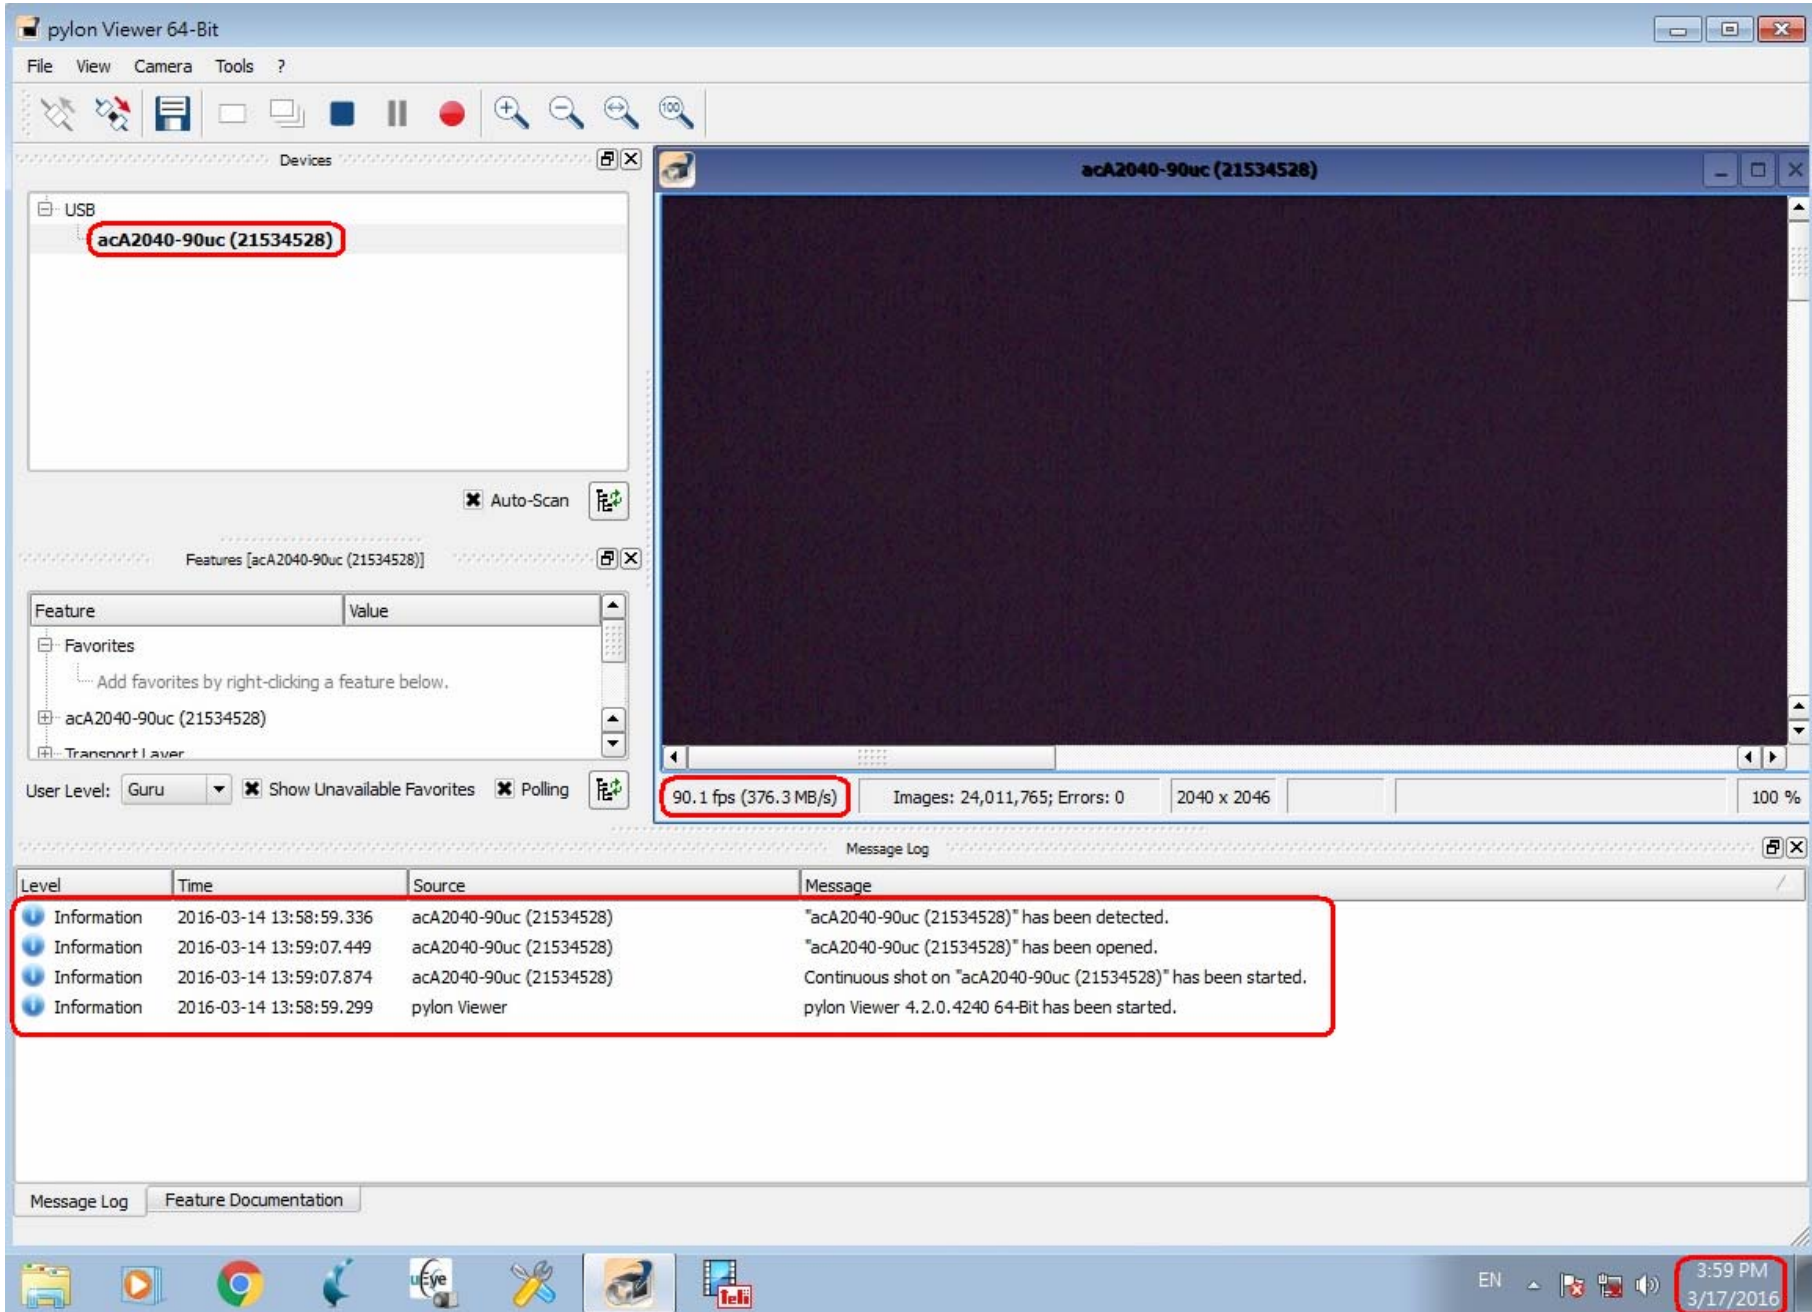 pylon Viewer 64-Bit
File View Camera Tools ?
100
Devices
USB
acA2040-90uc (21534528)
Auto-Scan
Features [acA2040-90uc (21534528)]
Feature Value
Favorites
Add favorites by right-clicking a feature below.
acA2040-90uc (21534528)
Transport Layer
User Level: Guru Show Unavailable Favorites Polling
acA2040-90uc (21534528)
90.1 fps (376.3 MB/s) Images: 24,011,765; Errors: 0 2040 x 2046 100 %
Message Log
Level Time Source Message
Information 2016-03-14 13:58:59.336 acA2040-90uc (21534528) "acA2040-90uc (21534528)" has been detected.
Information 2016-03-14 13:59:07.449 acA2040-90uc (21534528) "acA2040-90uc (21534528)" has been opened.
Information 2016-03-14 13:59:07.874 acA2040-90uc (21534528) Continuous shot on "acA2040-90uc (21534528)" has been started.
Information 2016-03-14 13:58:59.299 pylon Viewer pylon Viewer 4.2.0.4240 64-Bit has been started.
Message Log Feature Documentation
uEye
Teli
EN
3:59 PM
3/17/2016